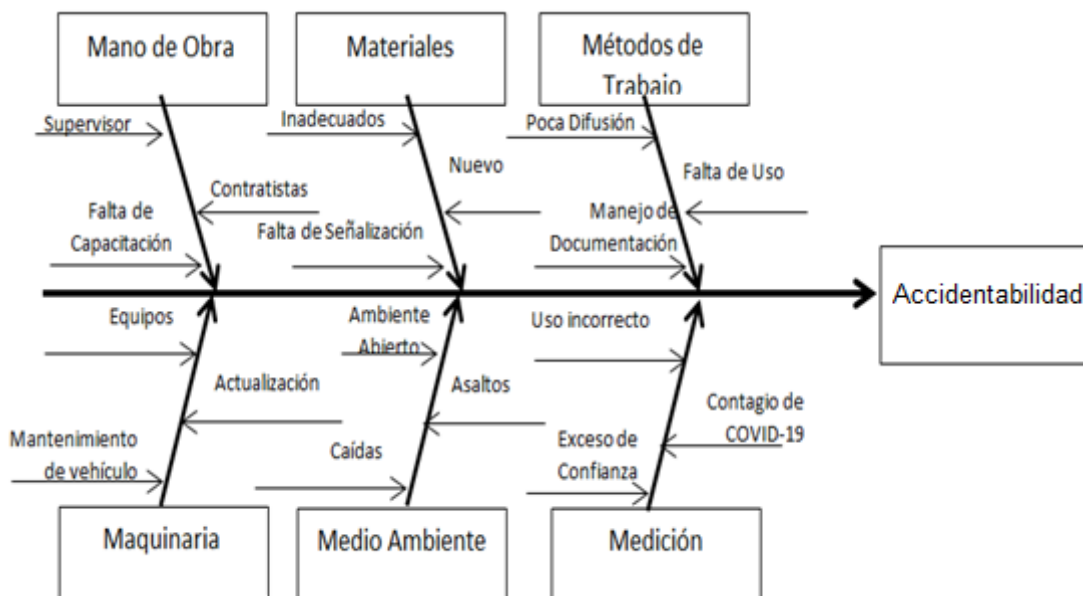 Mano de Obra
Materiales
Métodos de
Trabajo
Supervisor
Inadecuados
Poca Difusión
Contratistas
Nuevo
Falta de Uso
Falta de
Capacitación
Falta de Señalización
Manejo de
Documentación
Accidentabilidad
Equipos
Ambiente
Abierto
Uso incorrecto
Actualización
Asaltos
Contagio de
COVID-19
Mantenimiento
de vehículo
Caídas
Exceso de
Confianza
Maquinaria
Medio Ambiente
Medición